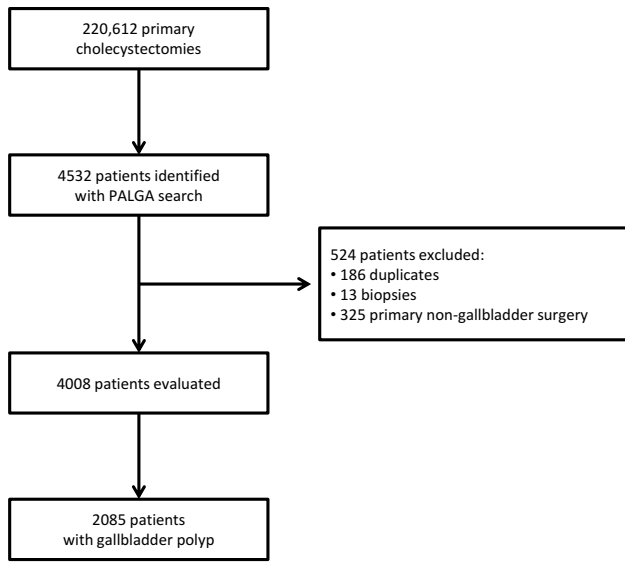 220,612 primary
cholecystectomies
4532 patients identified
with PALGA search
524 patients excluded:
• 186 duplicates
• 13 biopsies
• 325 primary non-gallbladder surgery
4008 patients evaluated
2085 patients
with gallbladder polyp